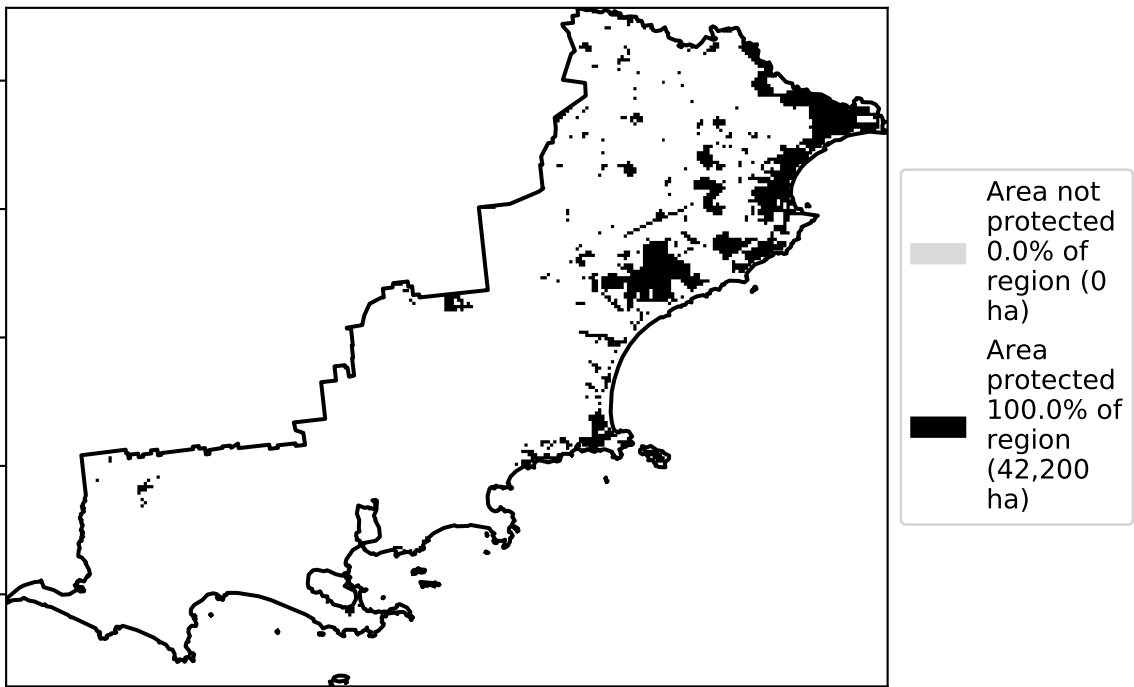 Area not
protected
0.0% of
region (0
ha)
Area
protected
100.0% of
region
(42,200
ha)